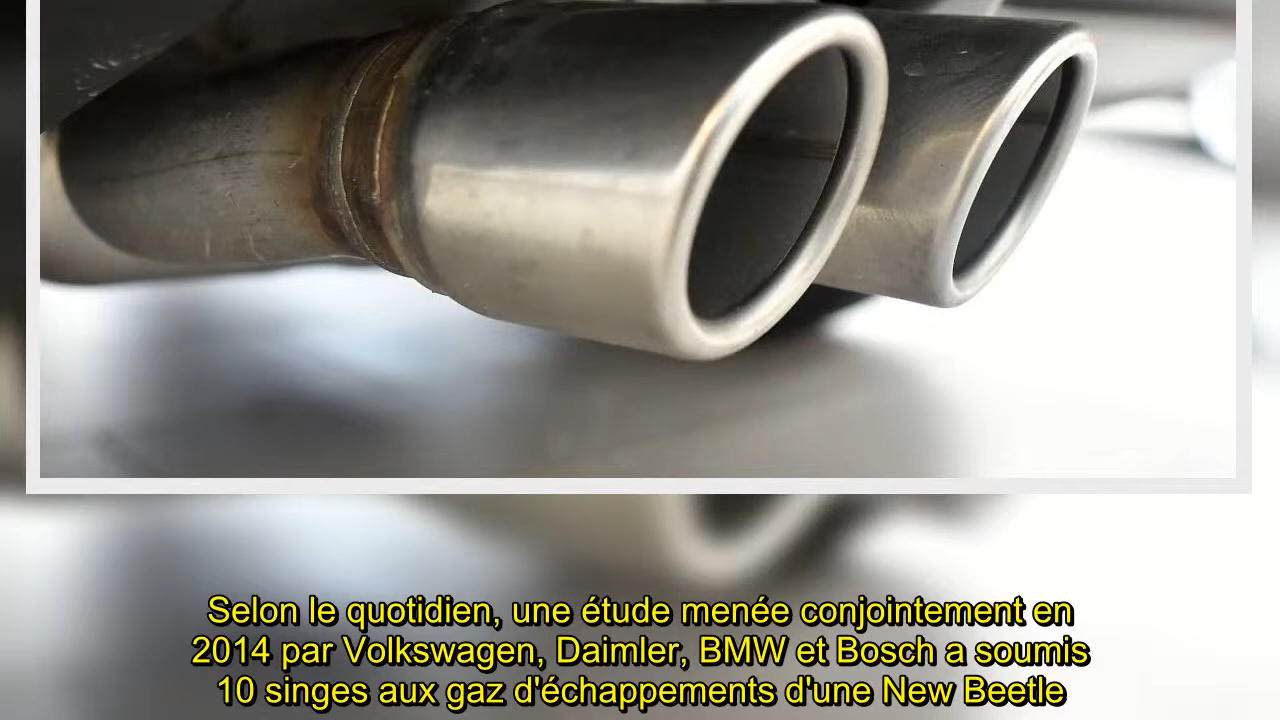 Selon le quotidien, une étude menée conjointement en
2014 par Volkswagen, Daimler, BMW et Bosch a soumis
10 singes aux gaz d'échappements d'une New Beetle